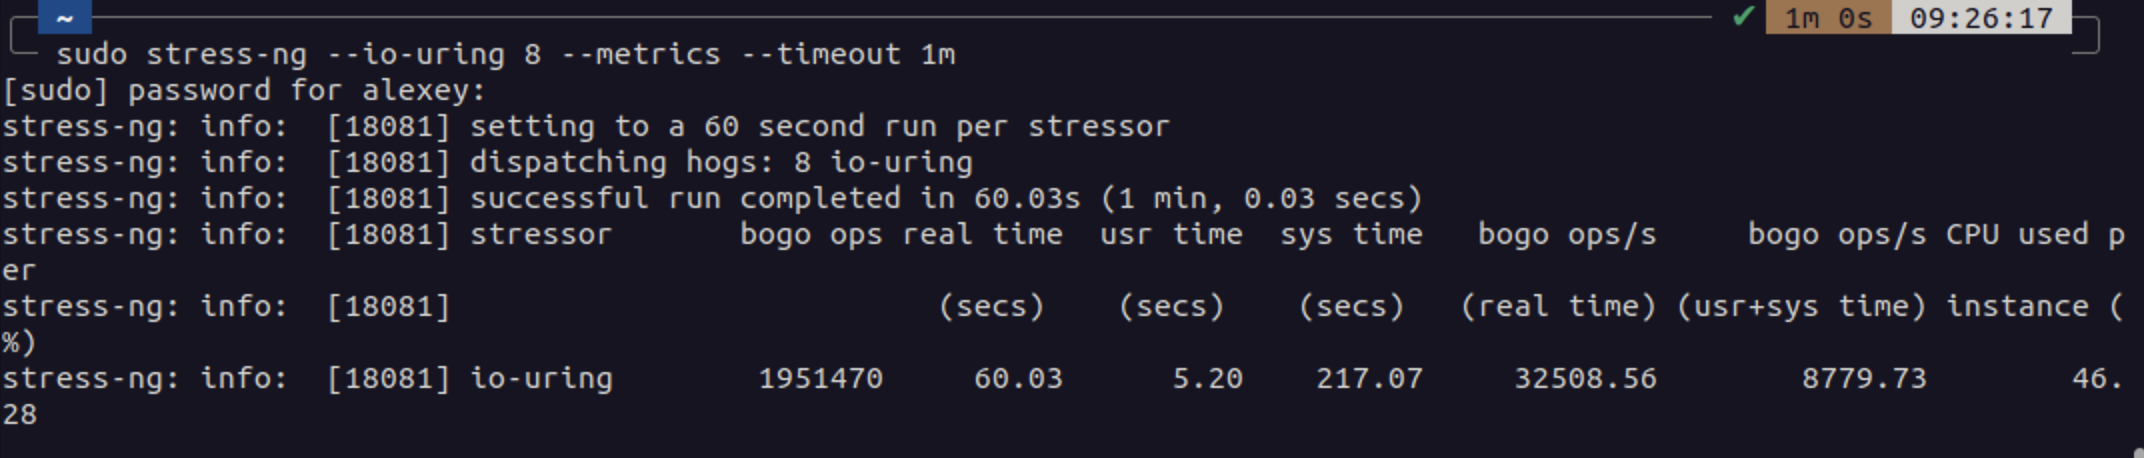 ~ ✔ 1m 0s 09:26:17
sudo stress-ng --io-uring 8 --metrics --timeout 1m
[sudo] password for alexey:
stress-ng: info:  [18081] setting to a 60 second run per stressor
stress-ng: info:  [18081] dispatching hogs: 8 io-uring
stress-ng: info:  [18081] successful run completed in 60.03s (1 min, 0.03 secs)
stress-ng: info:  [18081] stressor       bogo ops real time  usr time  sys time   bogo ops/s     bogo ops/s CPU used p
er
stress-ng: info:  [18081]                           (secs)    (secs)    (secs)   (real time) (usr+sys time) instance (
%)
stress-ng: info:  [18081] io-uring        1951470     60.03      5.20    217.07     32508.56        8779.73        46.
28